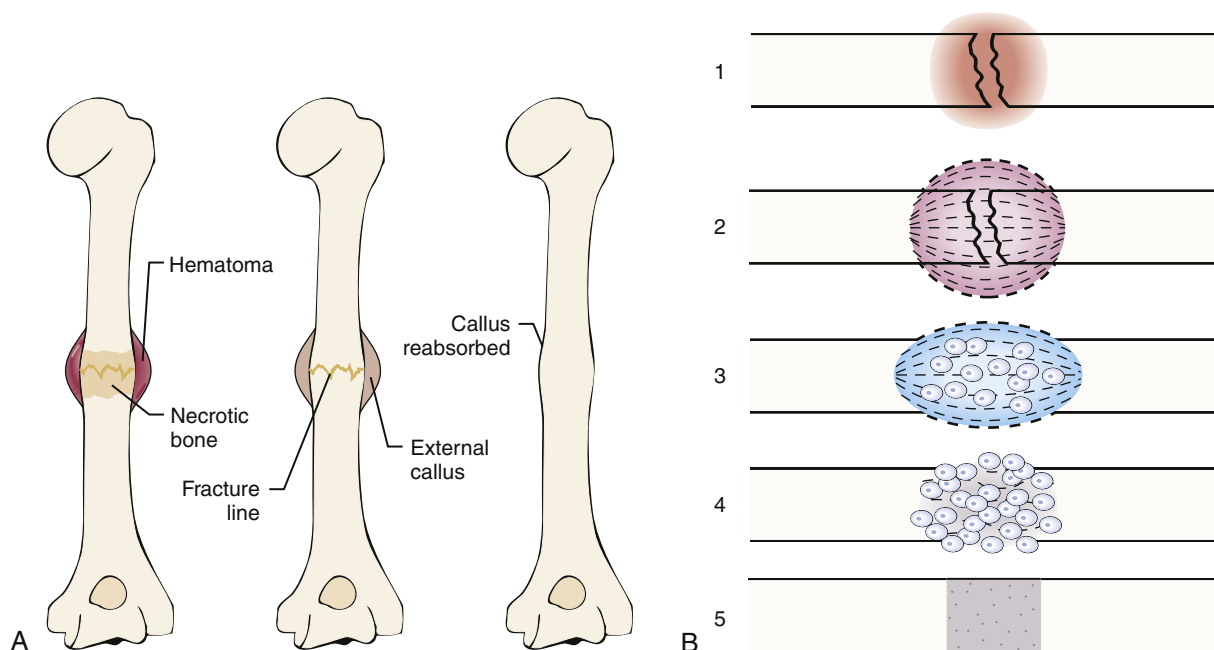 Hematoma
Necrotic
bone
Fracture
line
External
callus
Callus
reabsorbed
A
1
2
3
4
5
B